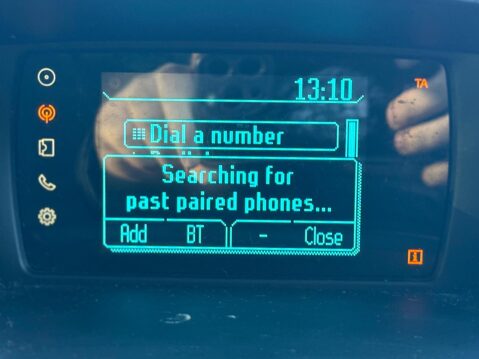 13:10
TA
Dial a number
Searching for
past paired phones...
Add BT - Close